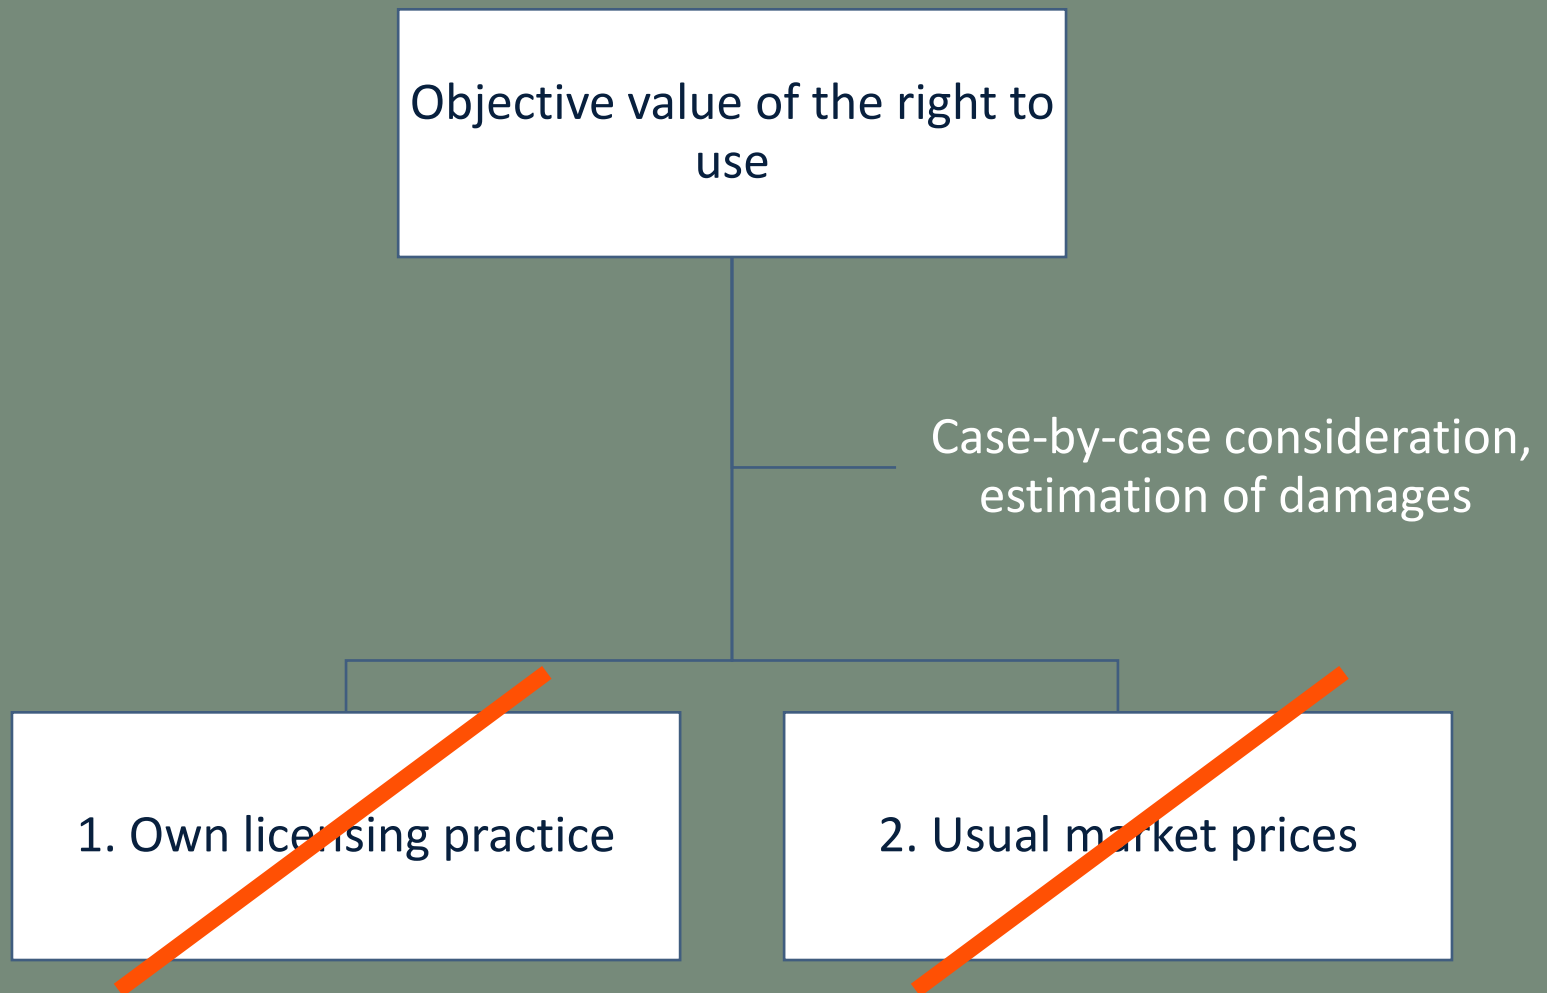 Objective value of the right to
use
Case-by-case consideration,
estimation of damages
1. Own licensing practice
2. Usual market prices